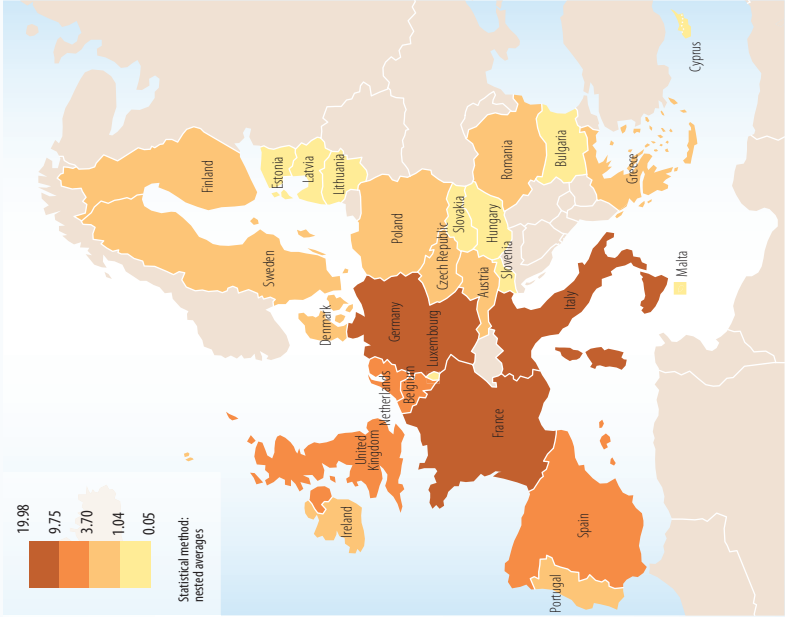 19.98
9.75
3.70
1.04
0.05
Statistical method:
nested averages
Finland
Sweden
Estonia
Latvia
Lithuania
Denmark
Ireland
United
Kingdom
Netherlands
Belgium
Luxembourg
Germany
Poland
Czech Republic
Slovakia
Austria
Hungary
Slovenia
Romania
Bulgaria
France
Italy
Spain
Portugal
Greece
Malta
Cyprus